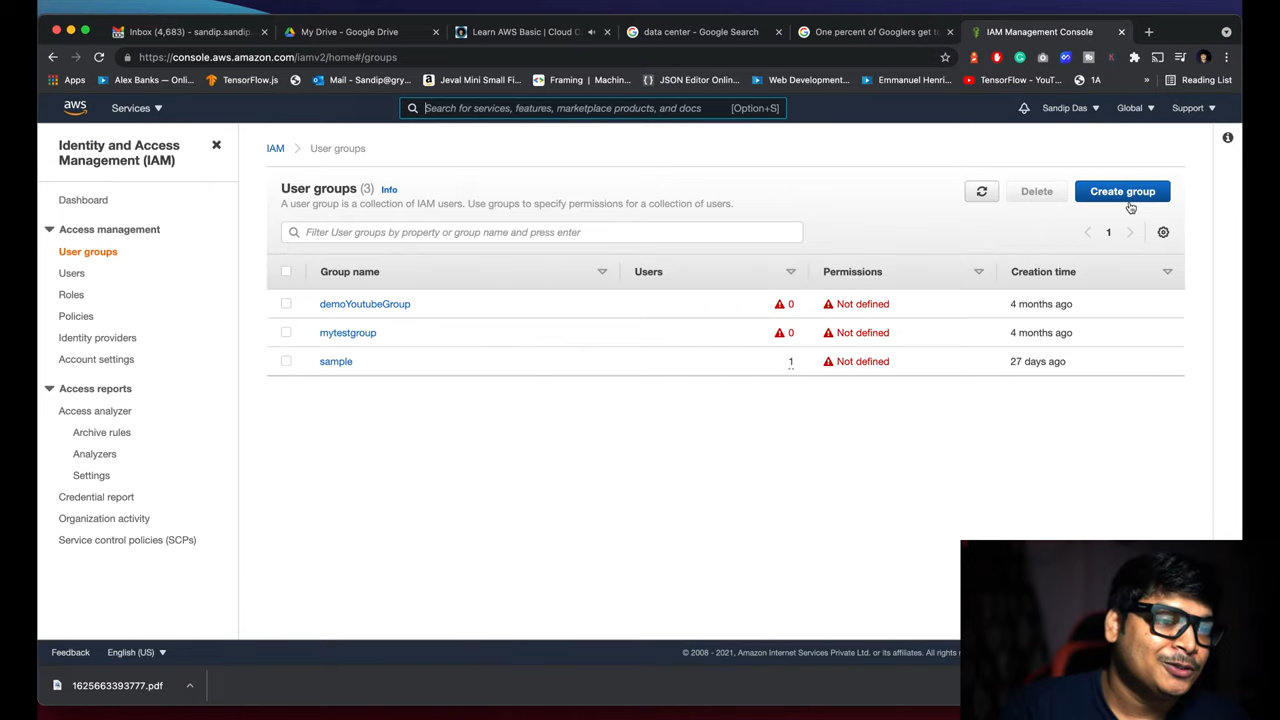 Inbox (4,683) - sandip.sandip.
My Drive - Google Drive
Learn AWS Basic | Cloud C
data center - Google Search
One percent of Googlers get to
IAM Management Console
https://console.aws.amazon.com/iamv2/home#/groups
Apps
Alex Banks — Onli...
TensorFlow.js
Mail - Sandip@gry...
Jeval Mini Small Fi...
Framing | Machin...
JSON Editor Onlin...
Web Development...
Emmanuel Henri...
TensorFlow - YouT...
1A
»
Reading List
aws
Services
Search for services, features, marketplace products, and docs
[Option+S]
Sandip Das
Global
Support
Identity and Access
Management (IAM)
Dashboard
Access management
User groups
Users
Roles
Policies
Identity providers
Account settings
Access reports
Access analyzer
Archive rules
Analyzers
Settings
Credential report
Organization activity
Service control policies (SCPs)
IAM
User groups
User groups (3)
Info
A user group is a collection of IAM users. Use groups to specify permissions for a collection of users.
Delete
Create group
Filter User groups by property or group name and press enter
1
Group name
Users
Permissions
Creation time
demoYoutubeGroup
0
Not defined
4 months ago
mytestgroup
0
Not defined
4 months ago
sample
1
Not defined
27 days ago
Feedback
English (US)
© 2008 - 2021, Amazon Internet Services Private Ltd. or its affiliates. All righ
1625663393777.pdf